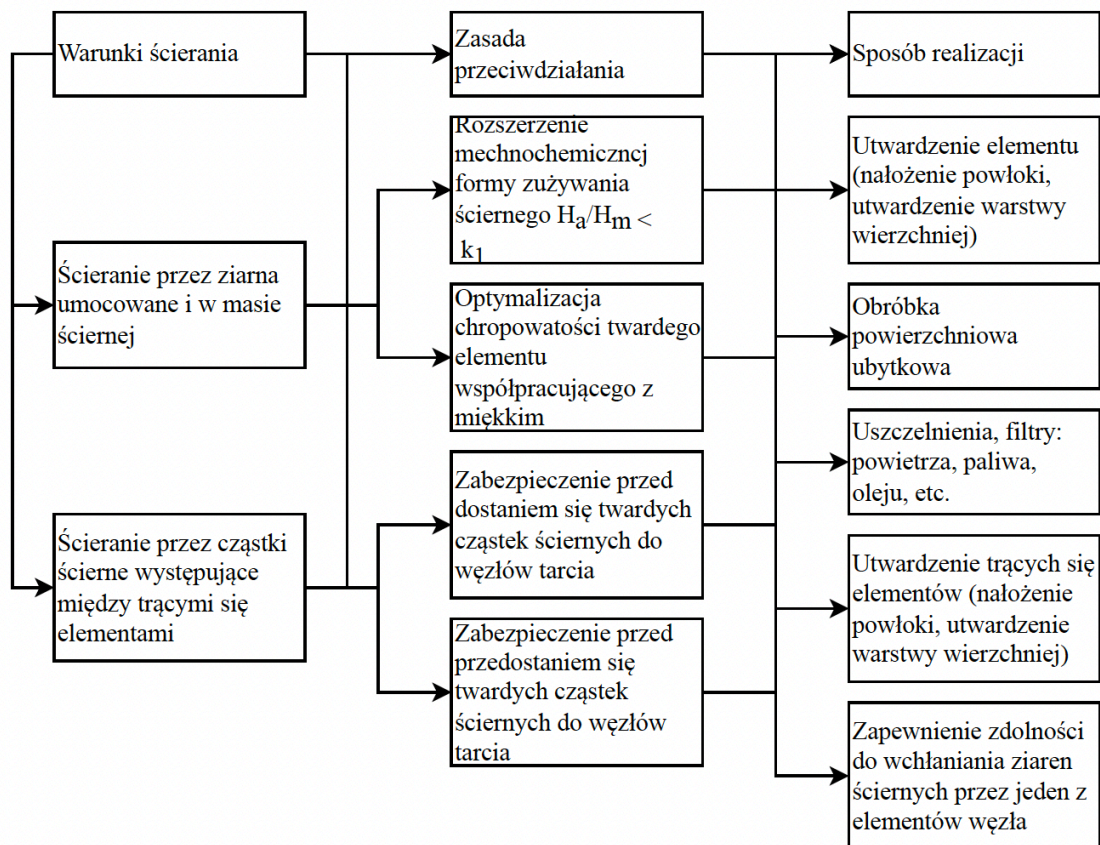 Warunki ścierania
Zasada
przeciwdziałania
Sposób realizacji
Rozszerzenie
mechnochemiczncj
formy zużywania
ściernego Ha/Hm <
k1
Utwardzenie elementu
(nałożenie powłoki,
utwardzenie warstwy
wierzchniej)
Ścieranie przez ziarna
umocowane i w masie
ściernej
Optymalizacja
chropowatości twardego
elementu
współpracującego z
miękkim
Obróbka
powierzchniowa
ubytkowa
Uszczelnienia, filtry:
powietrza, paliwa,
oleju, etc.
Ścieranie przez cząstki
ścierne występujące
między trącymi się
elementami
Zabezpieczenie przed
dostaniem się twardych
cząstek ściernych do
węzłów tarcia
Utwardzenie trących się
elementów (nałożenie
powłoki, utwardzenie
warstwy wierzchniej)
Zabezpieczenie przed
przedostaniem się
twardych cząstek
ściernych do węzłów
tarcia
Zapewnienie zdolności
do wchłaniania ziaren
ściernych przez jeden z
elementów węzła